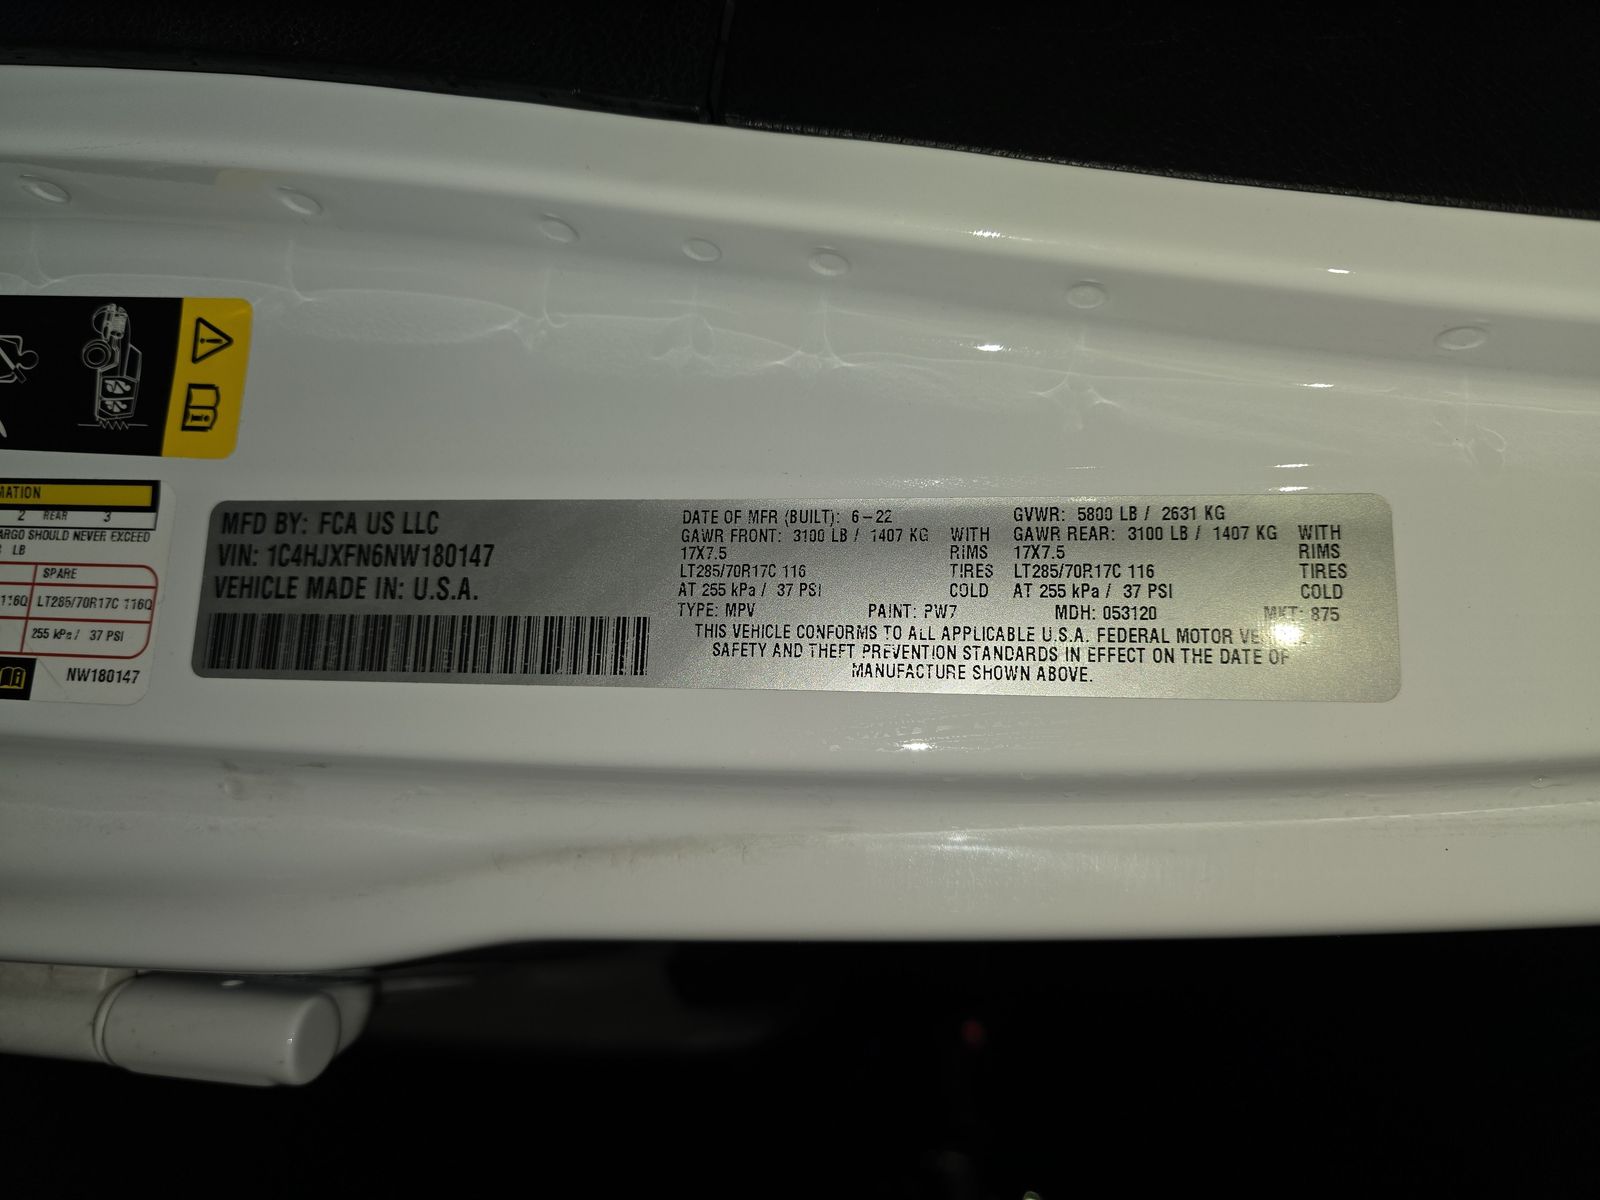 MATION
2 REAR 3
ARGO SHOULD NEVER EXCEED
LB
SPARE
116Q LT285/70R17C 116Q
255 kPa / 37 PSI
NW180147
MFD BY: FCA US LLC
VIN: 1C4HJXFN6NW180147
VEHICLE MADE IN: U.S.A.
DATE OF MFR (BUILT): 6-22 GVWR: 5800 LB / 2631 KG
GAWR FRONT: 3100 LB / 1407 KG WITH GAWR REAR: 3100 LB / 1407 KG WITH
17X7.5 RIMS 17X7.5 RIMS
LT285/70R17C 116 TIRES LT285/70R17C 116 TIRES
AT 255 kPa / 37 PSI COLD AT 255 kPa / 37 PSI COLD
TYPE: MPV PAINT: PW7 MDH: 053120 MKT: 875
THIS VEHICLE CONFORMS TO ALL APPLICABLE U.S.A. FEDERAL MOTOR
SAFETY AND THEFT PREVENTION STANDARDS IN EFFECT ON THE DATE OF
MANUFACTURE SHOWN ABOVE.